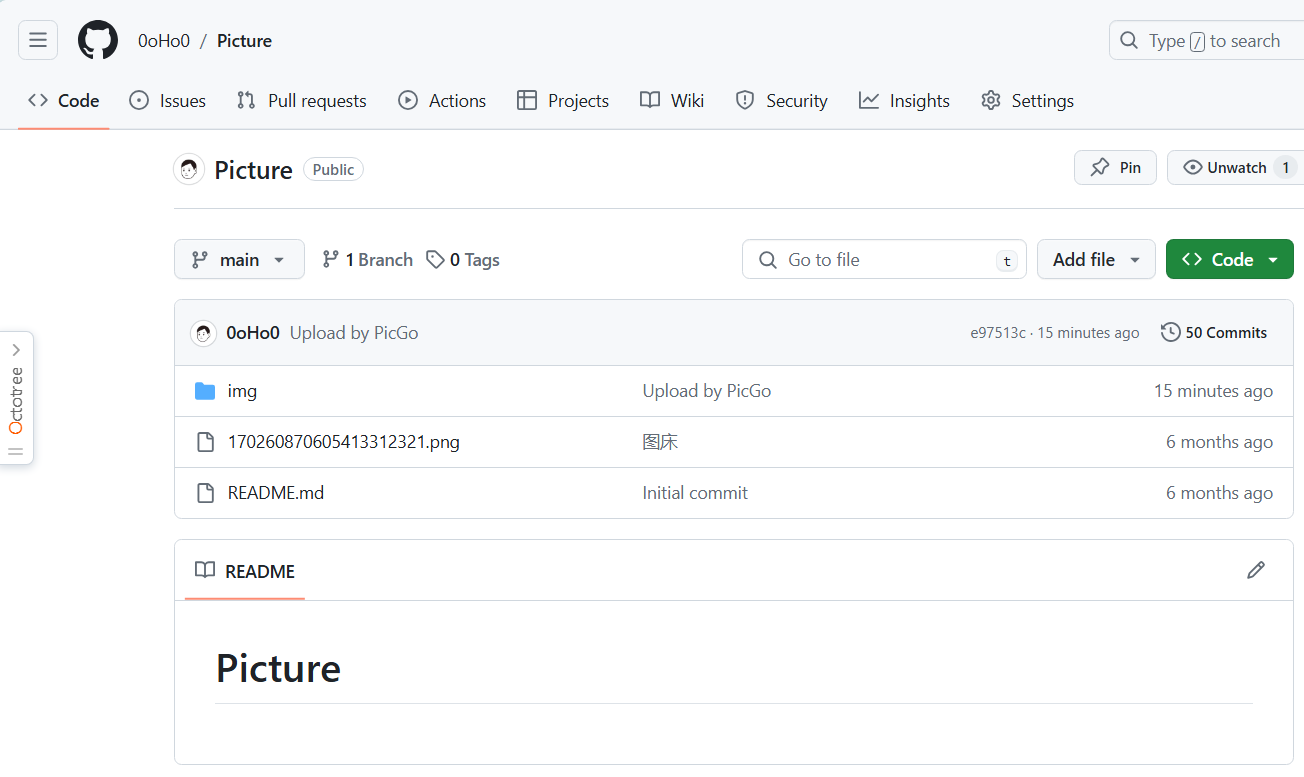 0oHo0 / Picture
Type / to search
Code
Issues
Pull requests
Actions
Projects
Wiki
Security
Insights
Settings
Picture Public
Pin
Unwatch 1
main
1 Branch
0 Tags
Go to file t
Add file
Code
0oHo0 Upload by PicGo e97513c · 15 minutes ago 50 Commits
img Upload by PicGo 15 minutes ago
170260870605413312321.png 图床 6 months ago
README.md Initial commit 6 months ago
Octotree
README
Picture